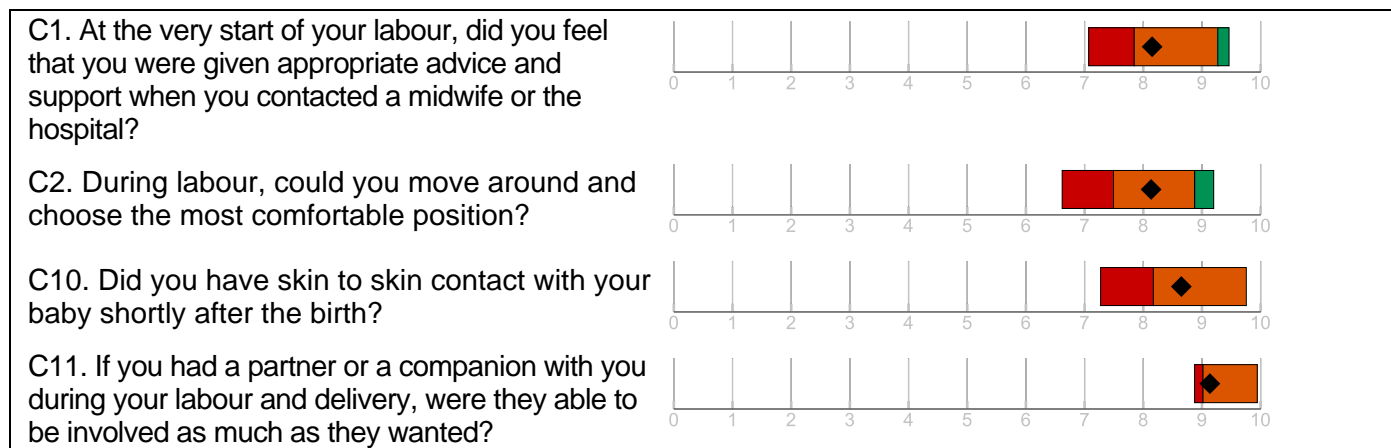 C1. At the very start of your labour, did you feel
that you were given appropriate advice and
support when you contacted a midwife or the
hospital?
0 1 2 3 4 5 6 7 8 9 10
C2. During labour, could you move around and
choose the most comfortable position?
0 1 2 3 4 5 6 7 8 9 10
C10. Did you have skin to skin contact with your
baby shortly after the birth?
0 1 2 3 4 5 6 7 8 9 10
C11. If you had a partner or a companion with you
during your labour and delivery, were they able to
be involved as much as they wanted?
0 1 2 3 4 5 6 7 8 9 10